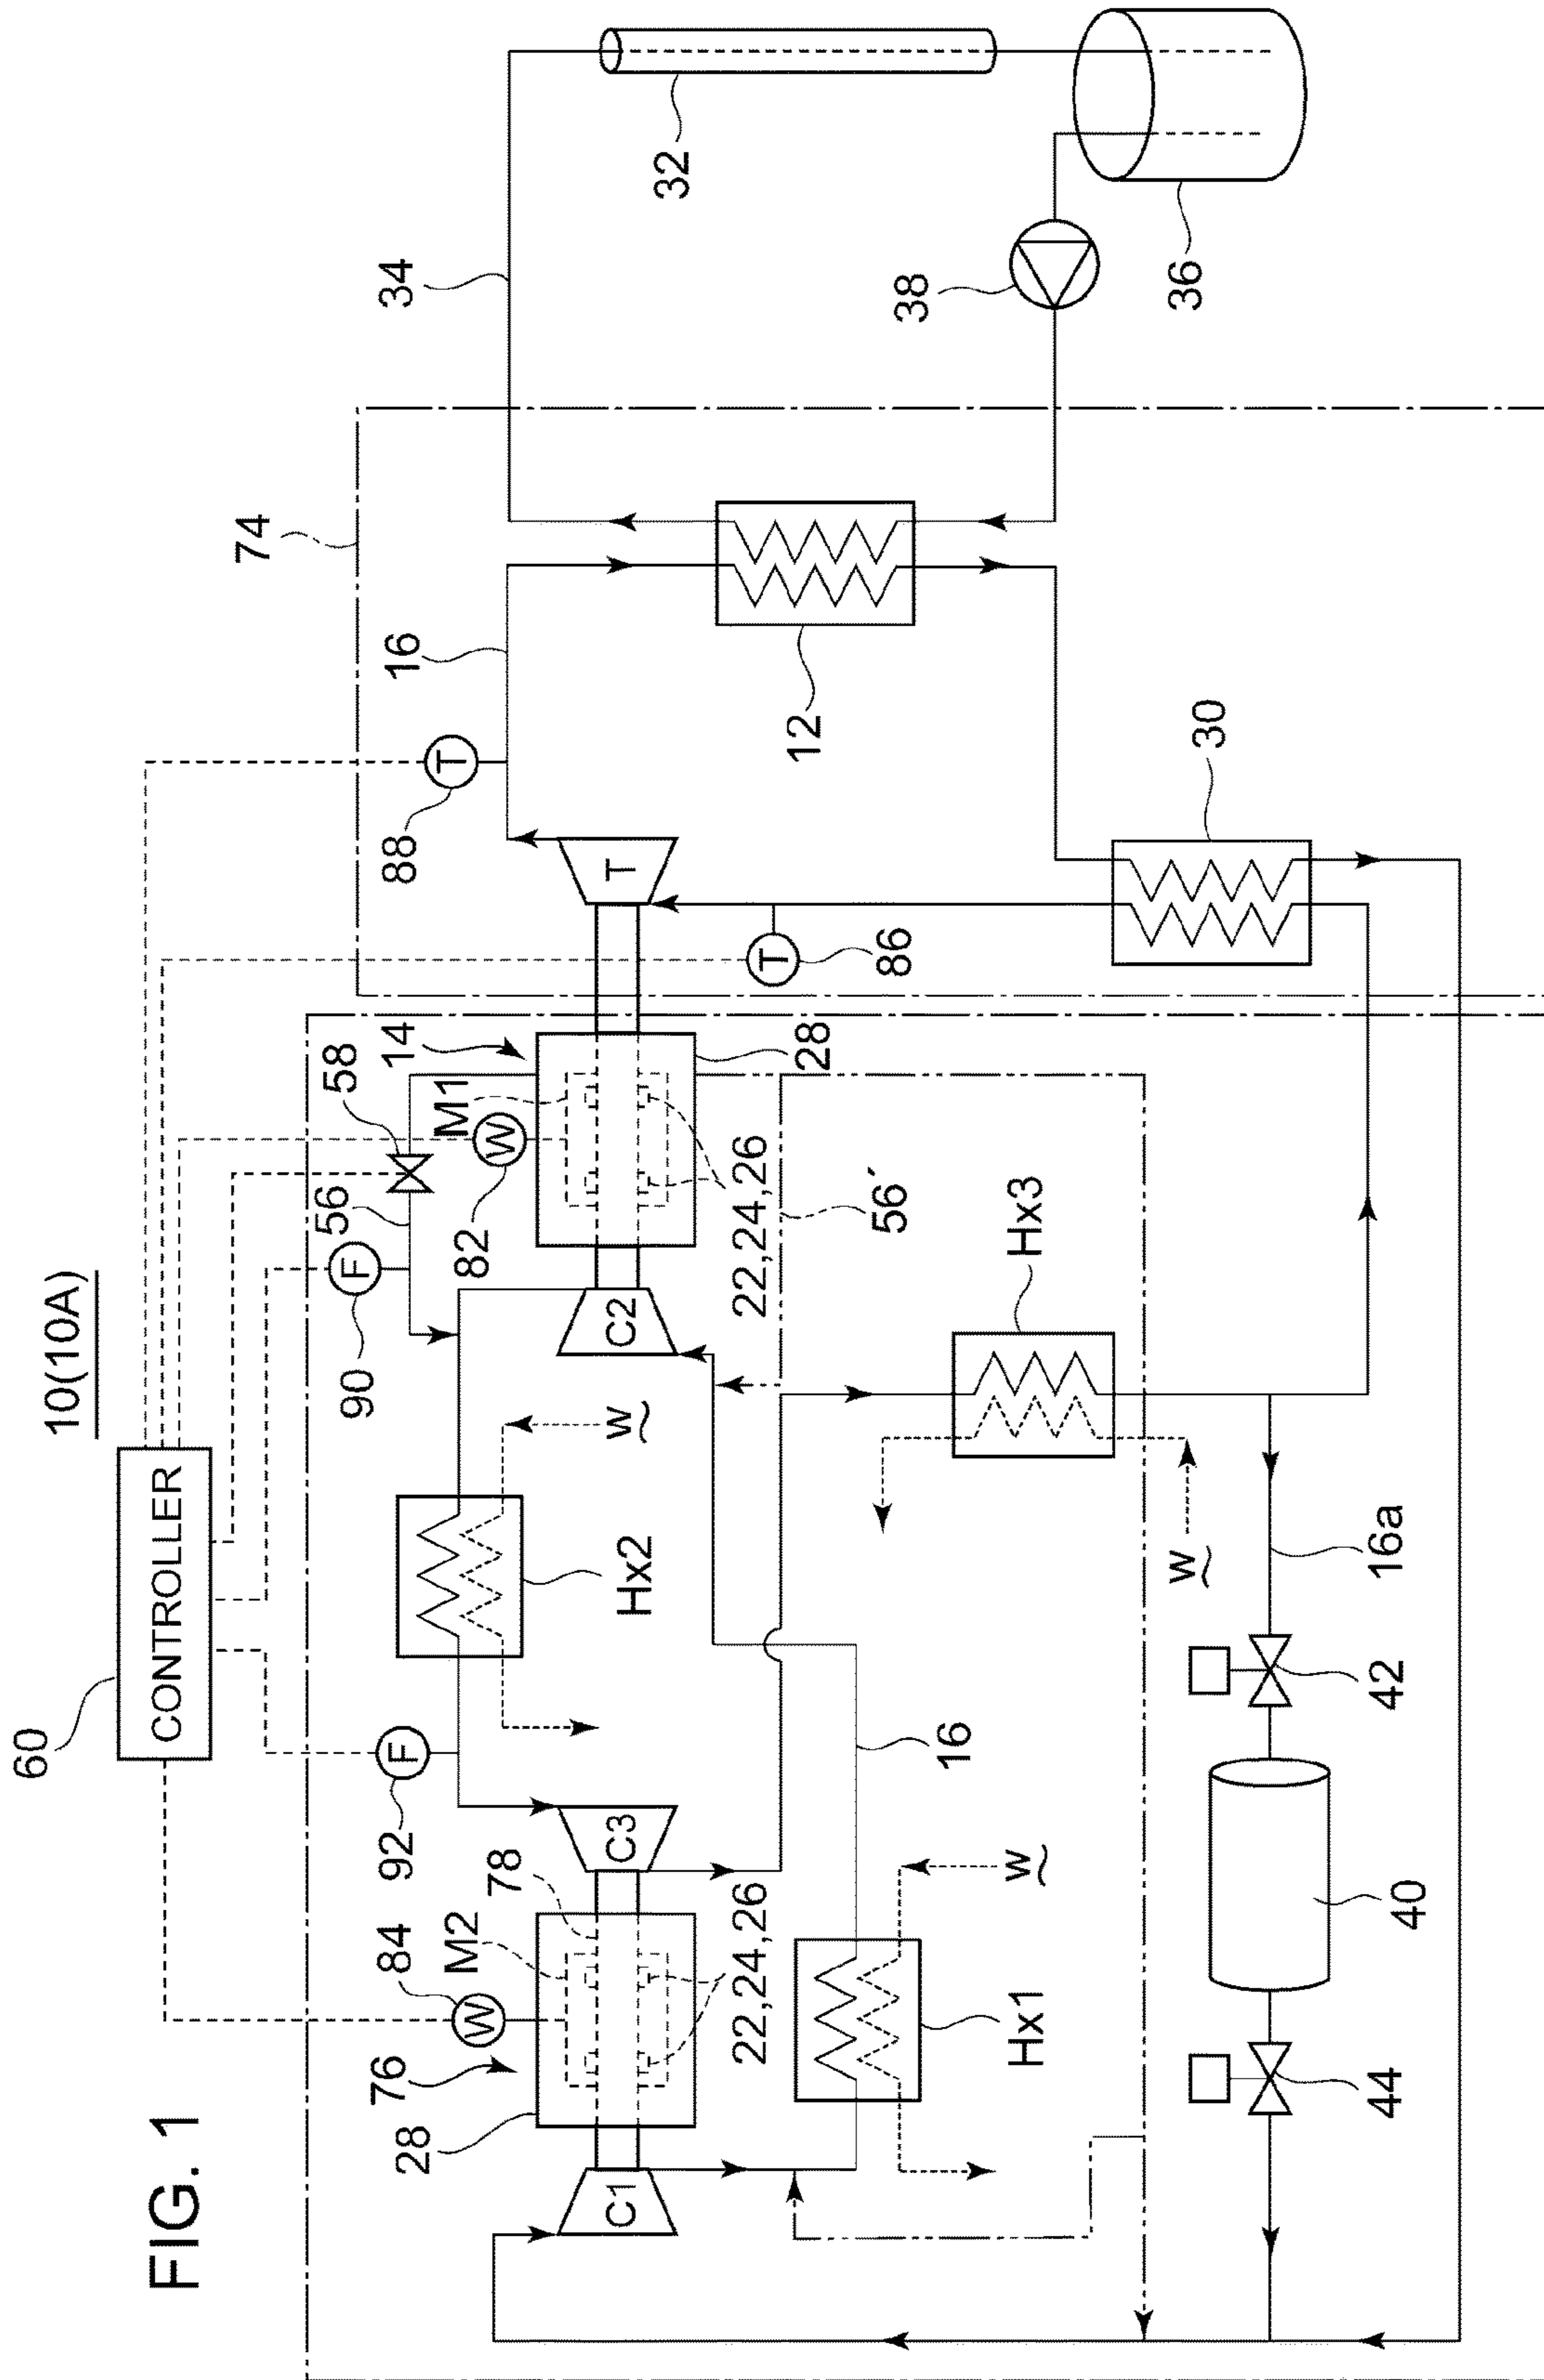 FIG. 1
10(10A)
60
CONTROLLER
74
92
F
90
F
56
58
14
88
T
16
34
32
76
84
W
M2
78
28
C1
C3
22,24,26
Hx2
w
82
W
M1
28
C2
T
22,24,26
56´
86
T
12
38
36
Hx1
w
16
Hx3
w
30
44
40
42
16a